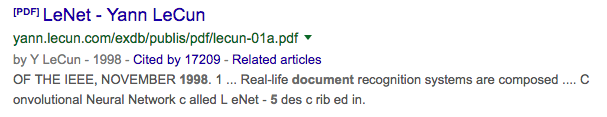 [PDF] LeNet - Yann LeCun
yann.lecun.com/exdb/publis/pdf/lecun-01a.pdf
by Y LeCun - 1998 - Cited by 17209 - Related articles
OF THE IEEE, NOVEMBER 1998. 1 ... Real-life document recognition systems are composed .... C
onvolutional Neural Network c alled L eNet - 5 des c rib ed in.